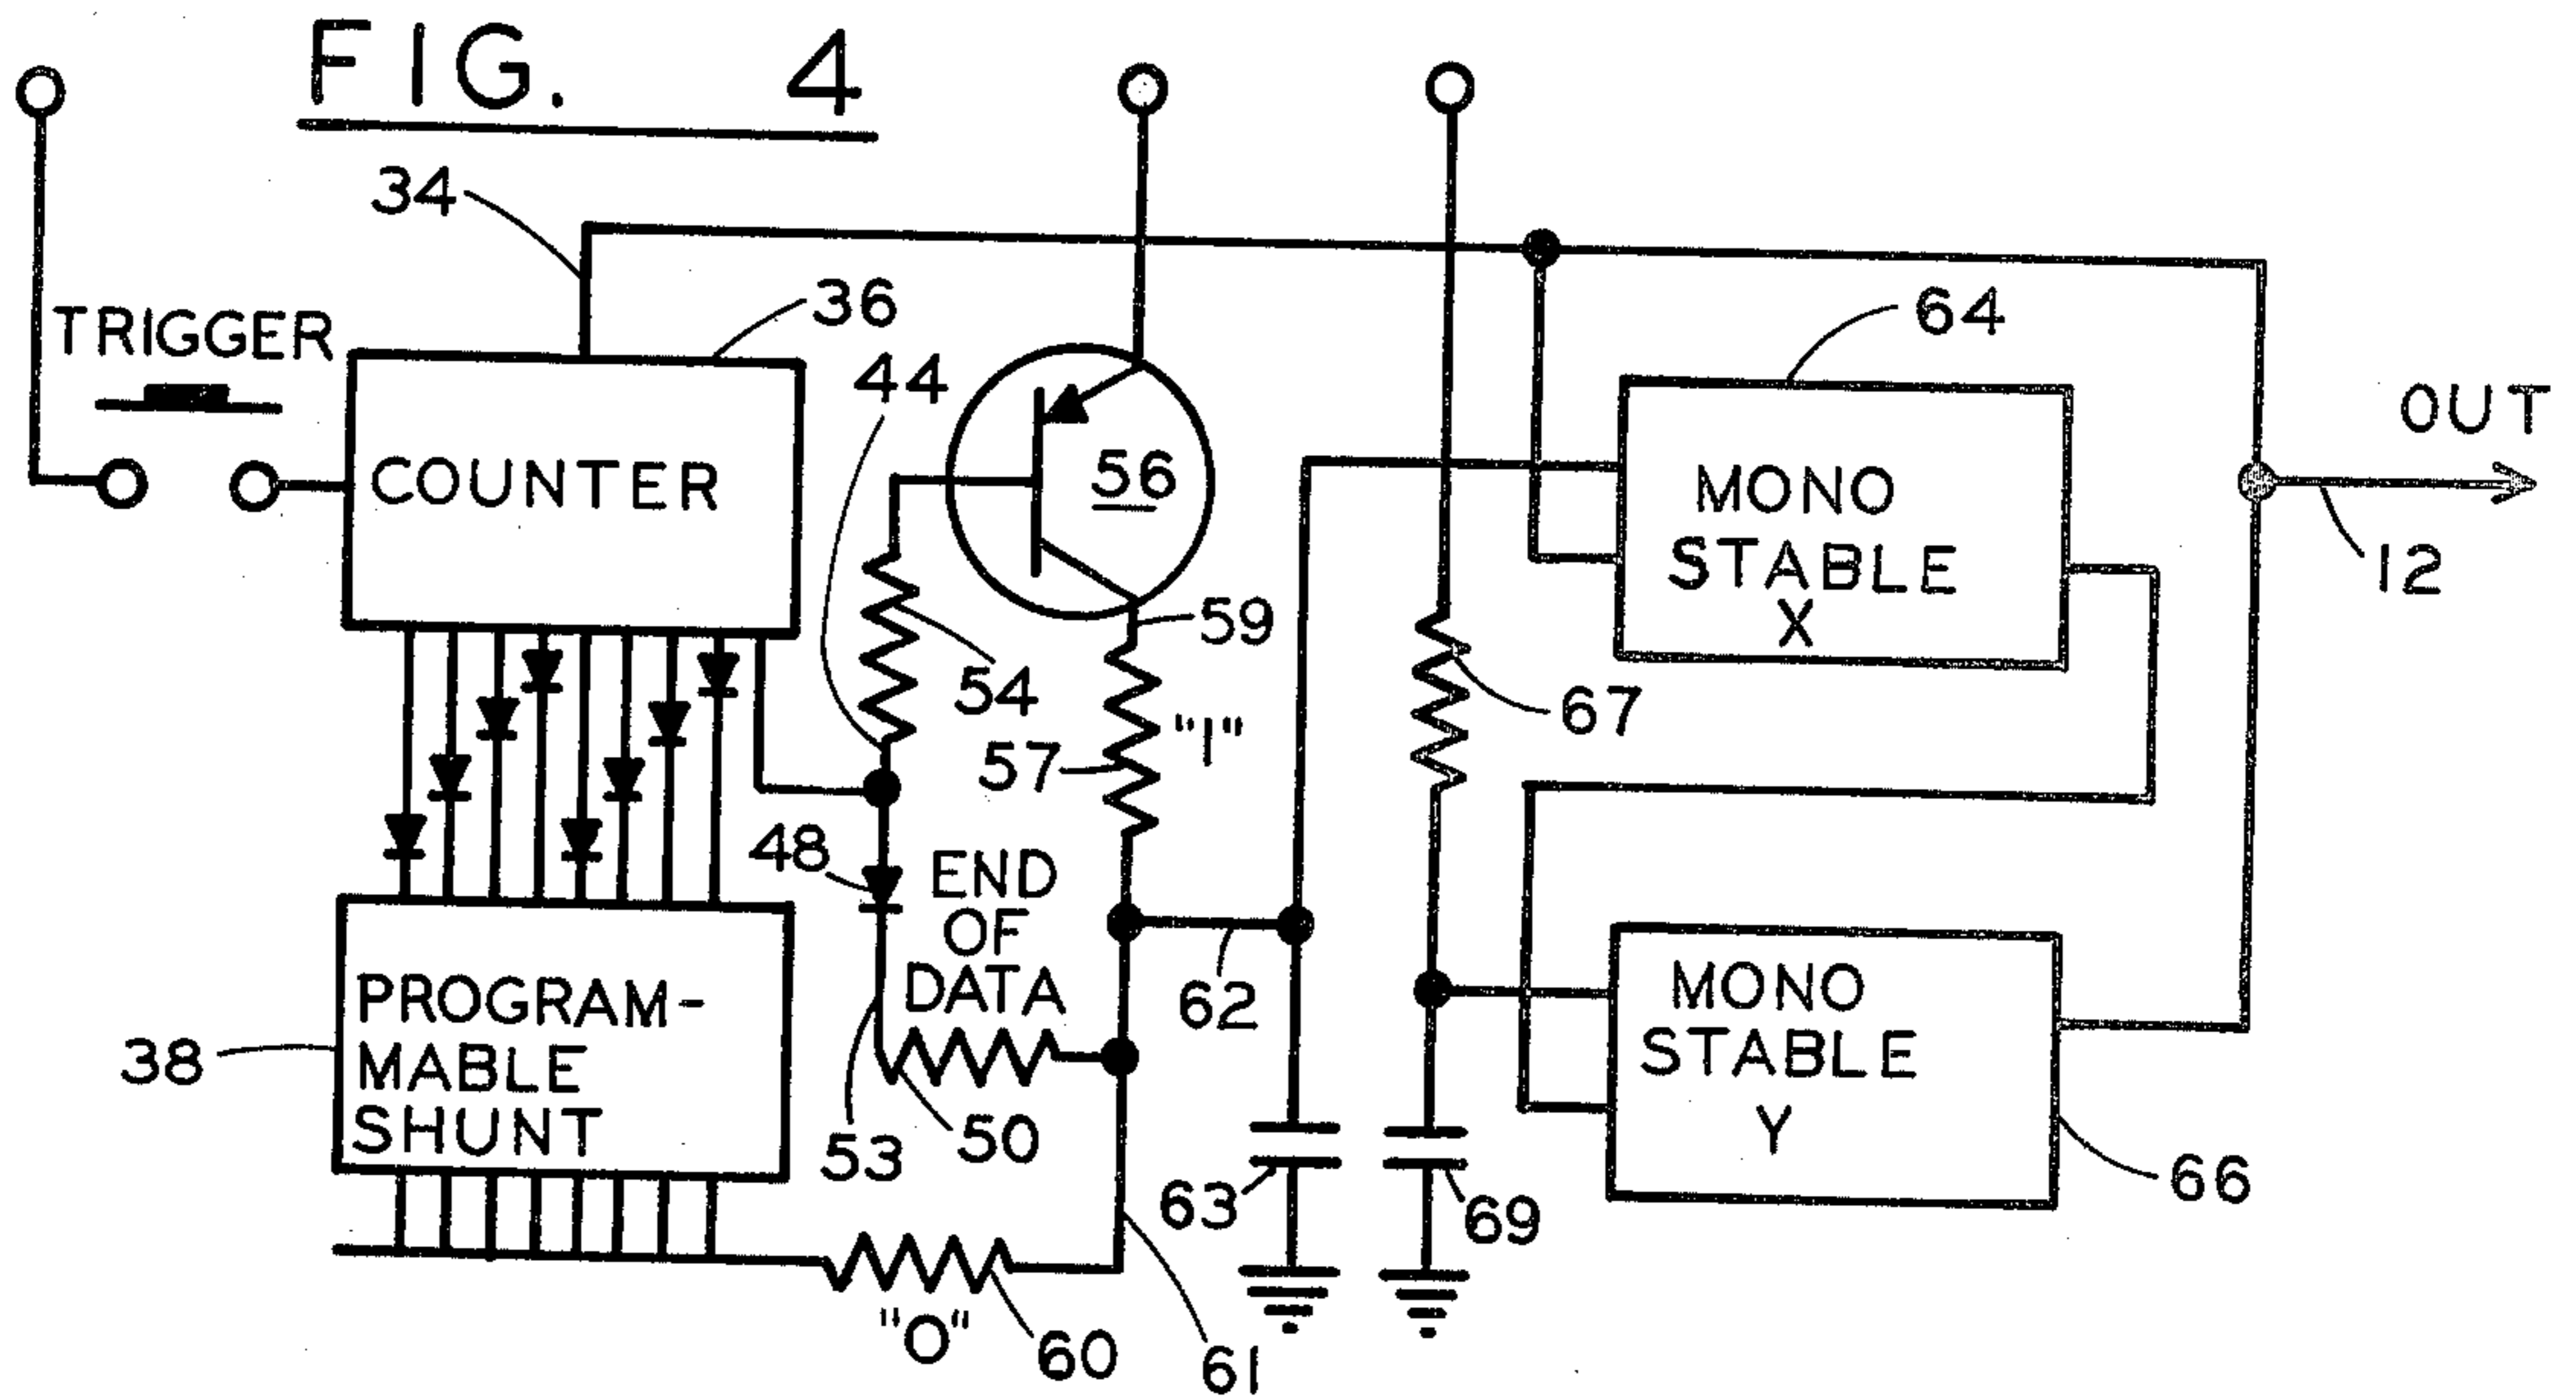 FIG. 4
34
TRIGGER
36
44
64
OUT
COUNTER
56
MONO
STABLE
X
12
59
54
67
"1"
57
48
END
OF
DATA
62
PROGRAM-
MABLE
SHUNT
38
MONO
STABLE
Y
53
50
63
69
66
"0"
60
61